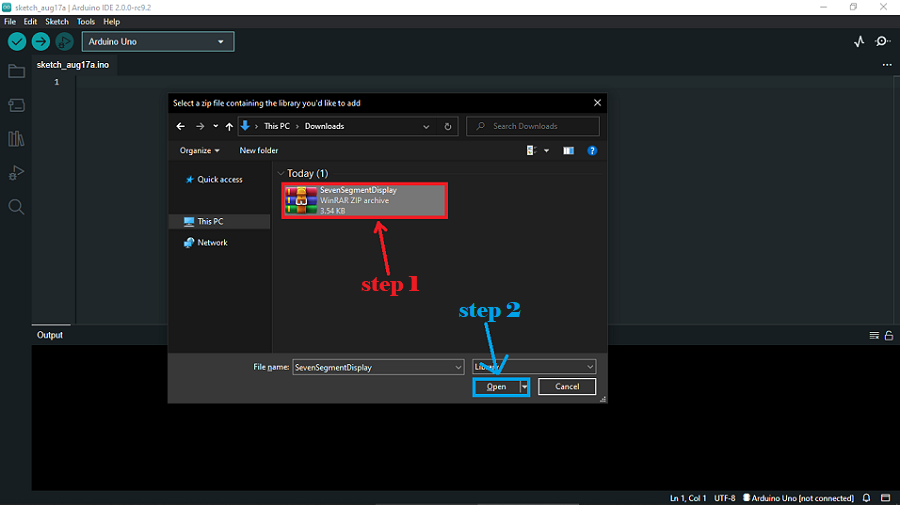 sketch_aug17a | Arduino IDE 2.0.0-rc9.2
File Edit Sketch Tools Help
Arduino Uno
sketch_aug17a.ino
1
Select a zip file containing the library you'd like to add
This PC > Downloads
Search Downloads
Organize New folder
Quick access
This PC
Network
Today (1)
SevenSegmentDisplay
WinRAR ZIP archive
3.54 KB
step 1
step 2
Output
File name: SevenSegmentDisplay
Library
Open Cancel
Ln 1, Col 1 UTF-8 Arduino Uno [not connected]